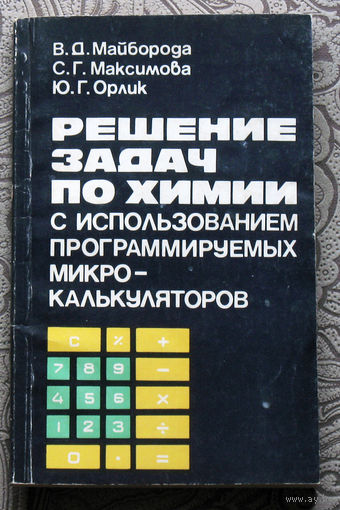 В. Д. Майборода
С. Г. Максимова
Ю. Г. Орлик
РЕШЕНИЕ
ЗАДАЧ
ПО ХИМИИ
С ИСПОЛЬЗОВАНИЕМ
ПРОГРАММИРУЕМЫХ
МИКРО-
КАЛЬКУЛЯТОРОВ
C % +
7 8 9 −
4 5 6 ×
1 2 3 ÷
0 · =